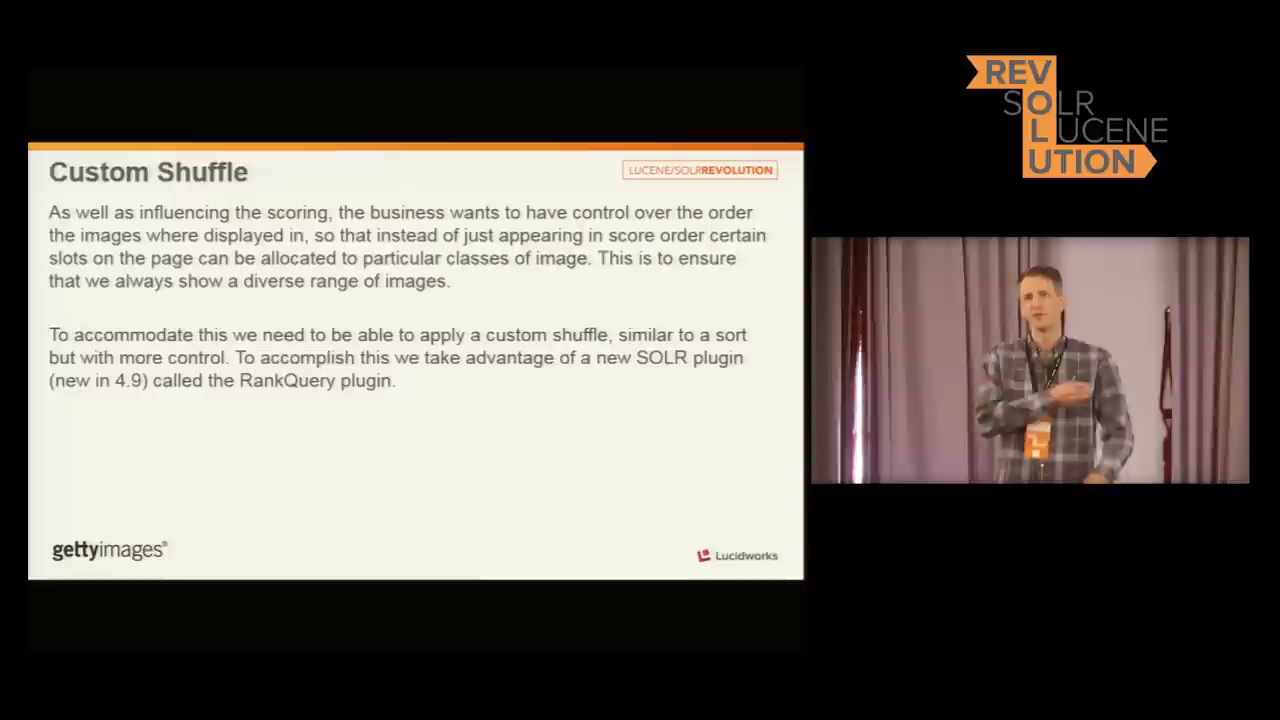 REV
SOLR
LUCENE
UTION
Custom Shuffle
LUCENE/SOLRREVOLUTION
As well as influencing the scoring, the business wants to have control over the order
the images where displayed in, so that instead of just appearing in score order certain
slots on the page can be allocated to particular classes of image. This is to ensure
that we always show a diverse range of images.
To accommodate this we need to be able to apply a custom shuffle, similar to a sort
but with more control. To accomplish this we take advantage of a new SOLR plugin
(new in 4.9) called the RankQuery plugin.
gettyimages®
Lucidworks